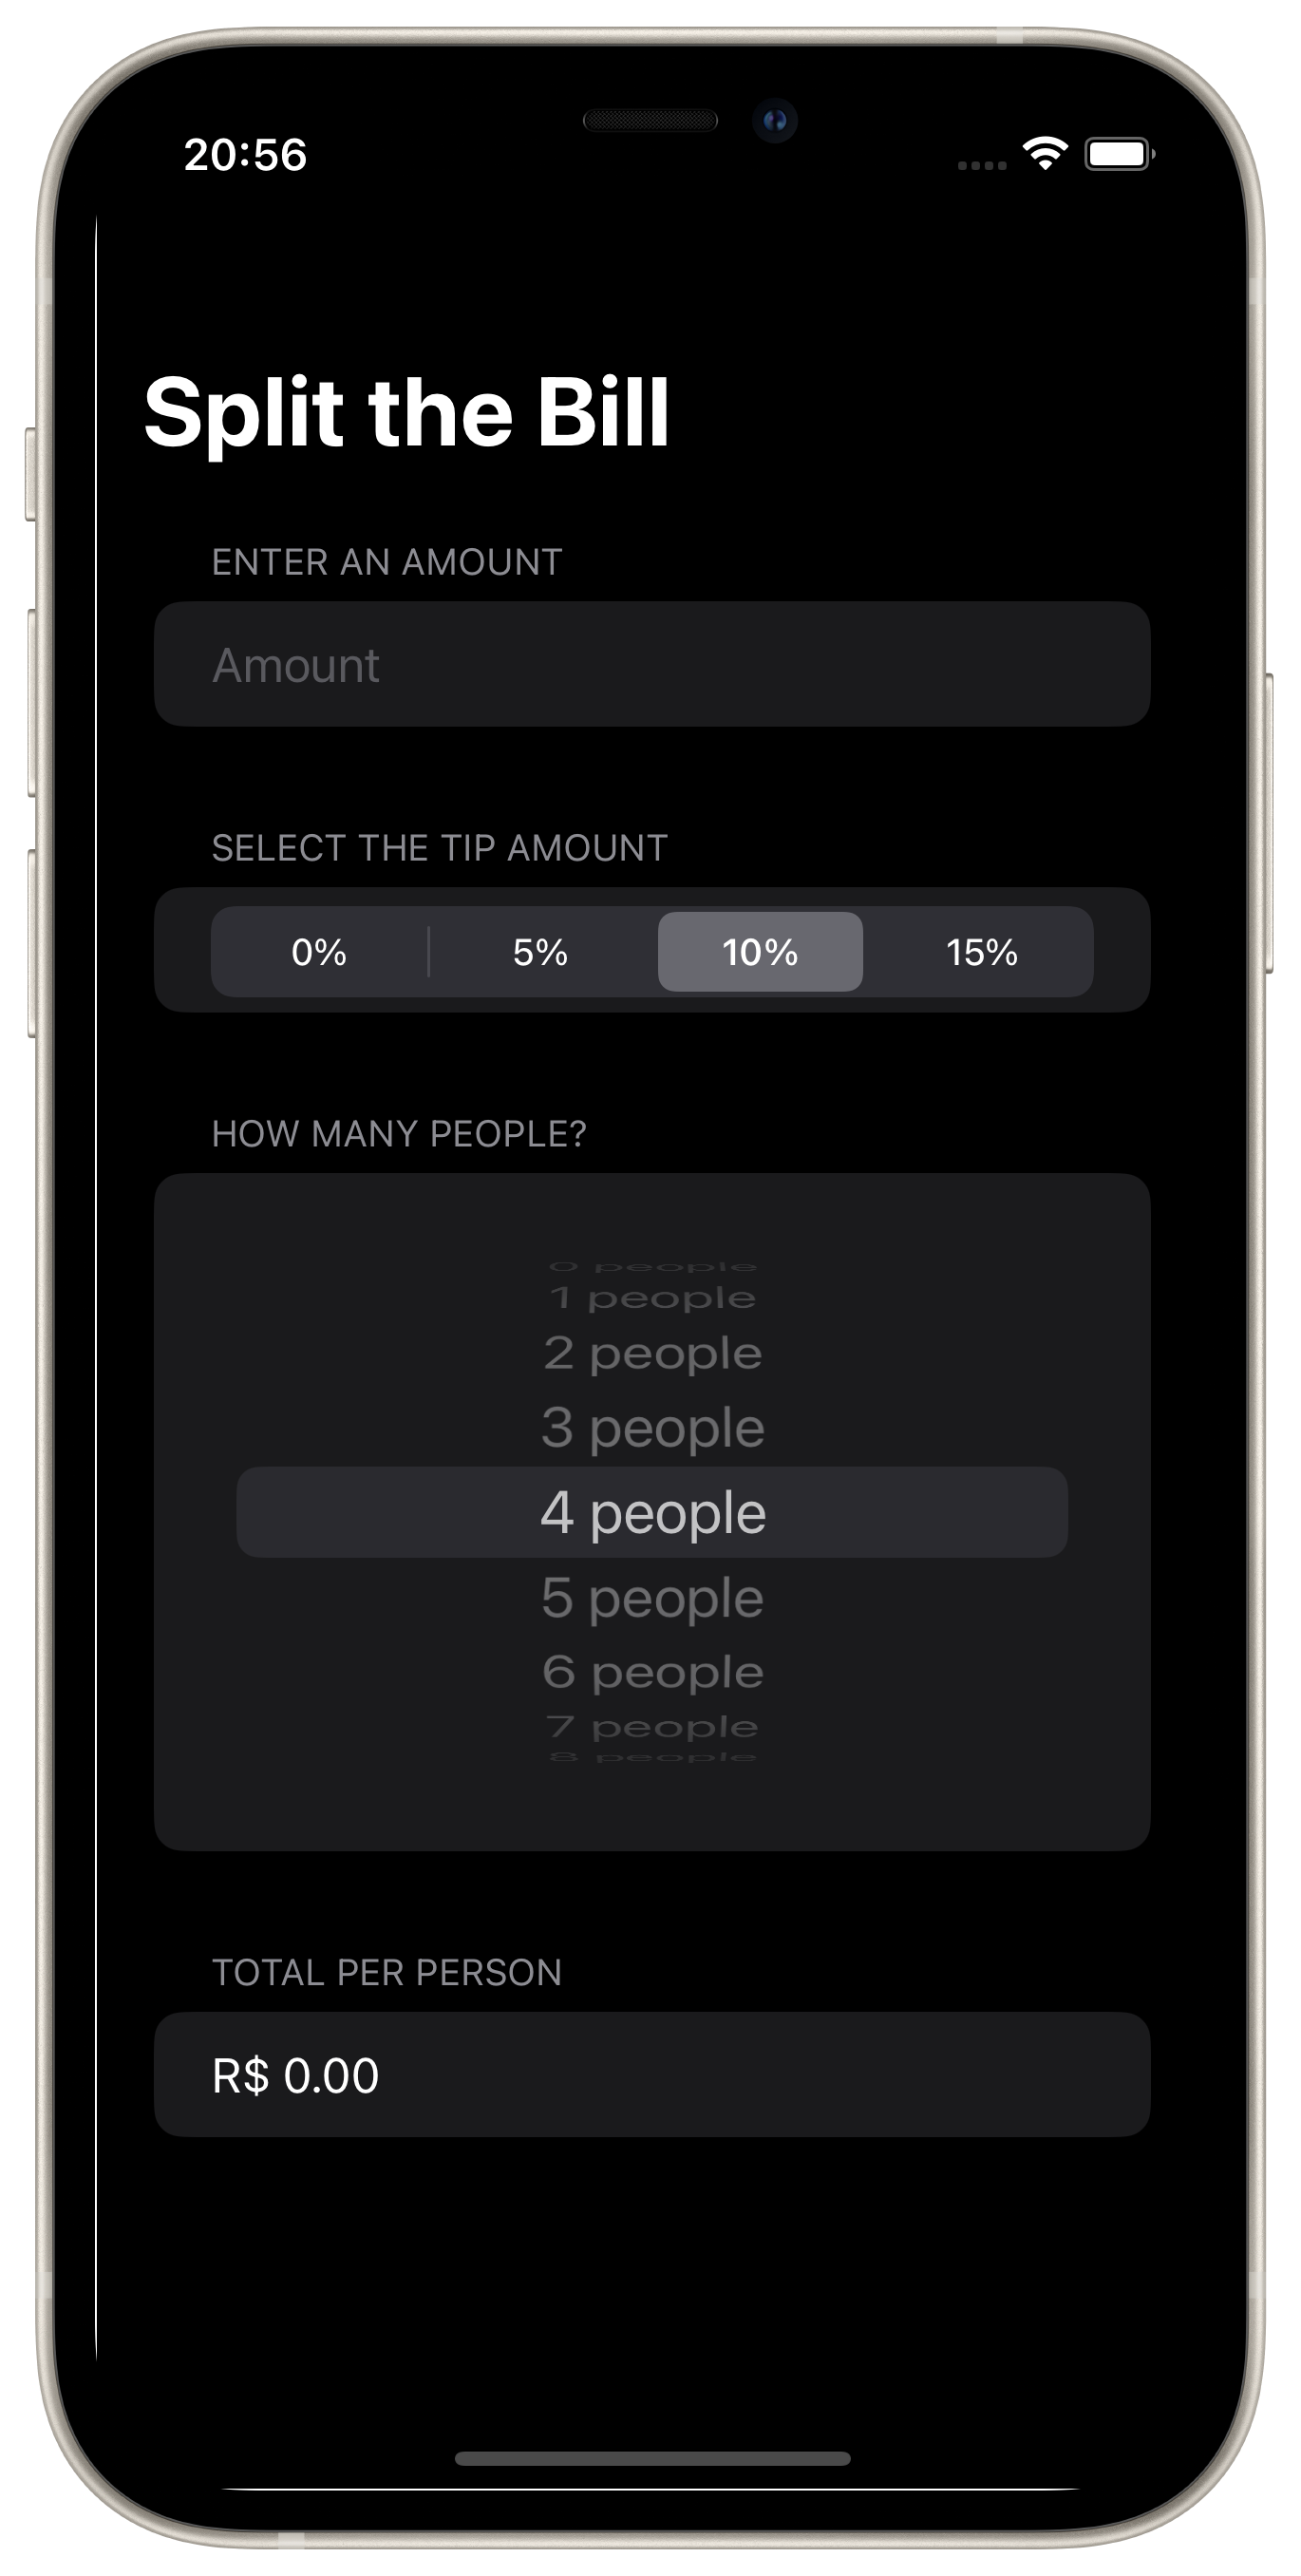 20:56
Split the Bill
ENTER AN AMOUNT
Amount
SELECT THE TIP AMOUNT
0% 5% 10% 15%
HOW MANY PEOPLE?
0 people
1 people
2 people
3 people
4 people
5 people
6 people
7 people
8 people
TOTAL PER PERSON
R$ 0.00